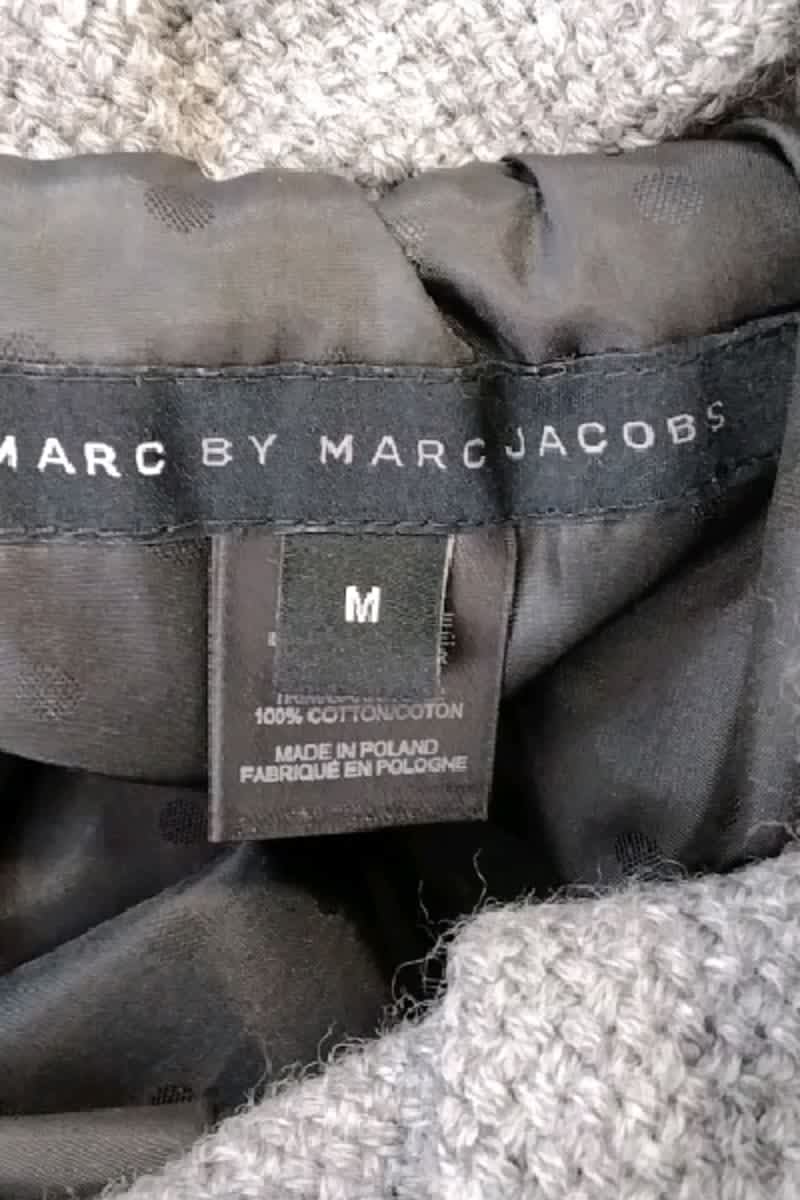 MARC BY MARC JACOBS
M
100% COTTON/COTON
MADE IN POLAND
FABRIQUÉ EN POLOGNE